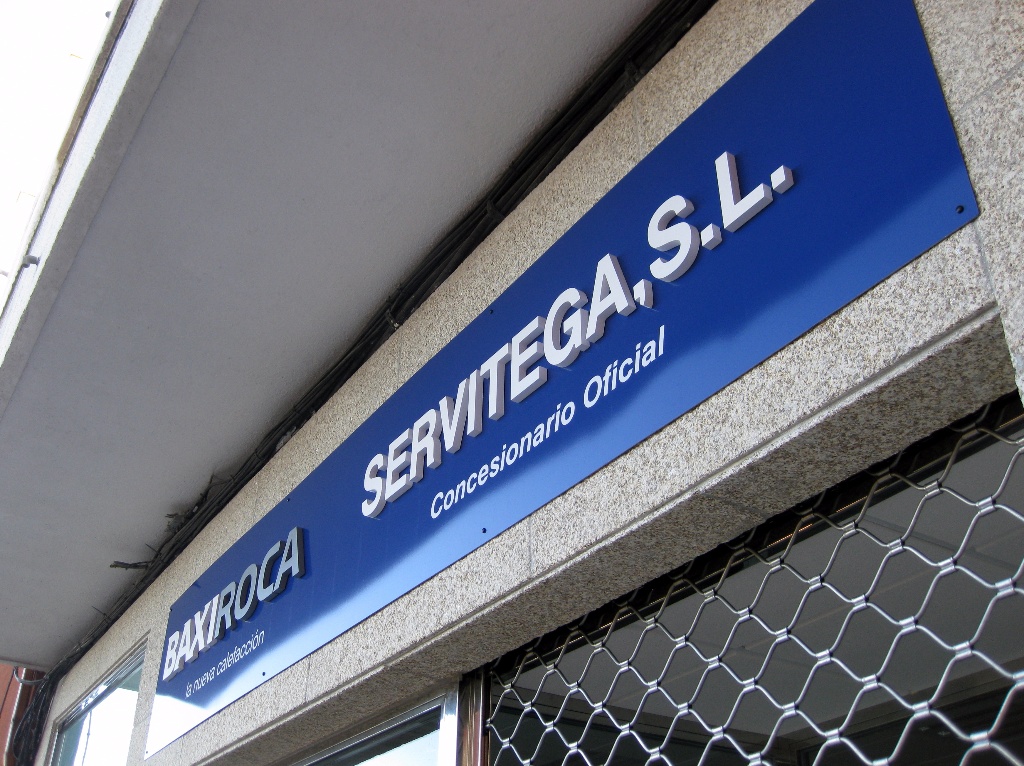 BAXIROCA
la nueva calefacción
SERVITEGA, S.L.
Concesionario Oficial